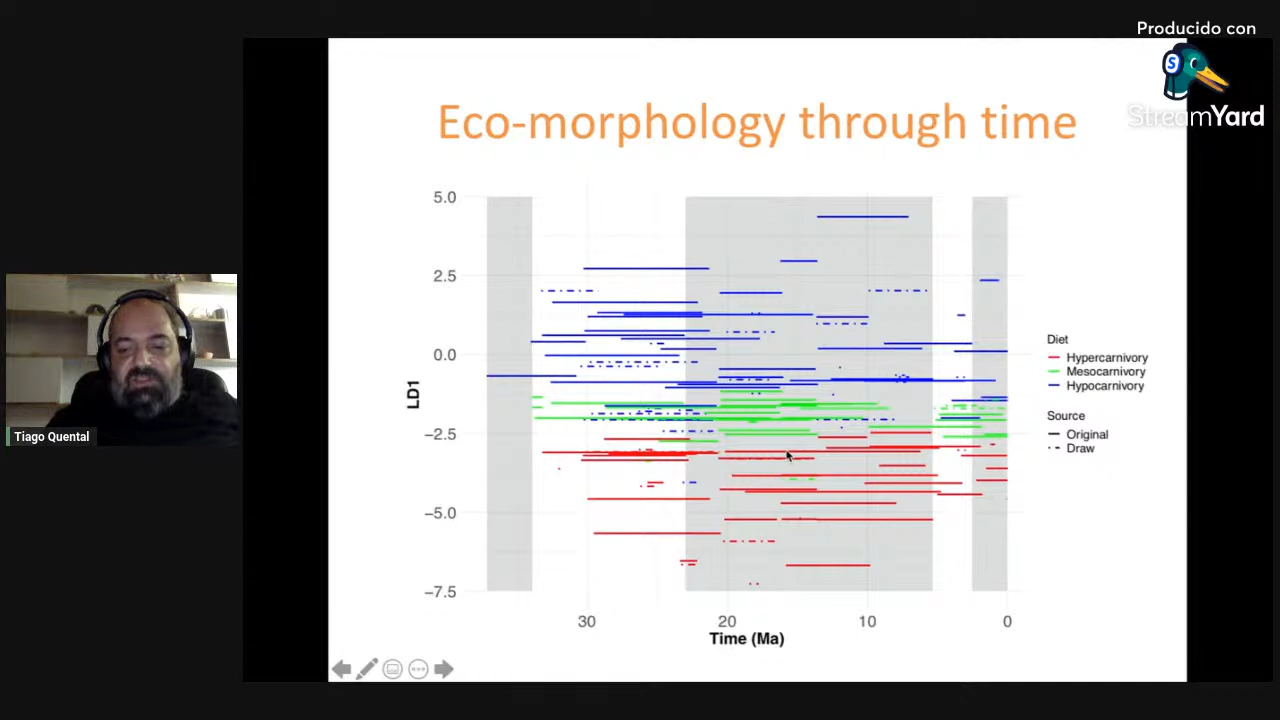 Producido con
StreamYard
Eco-morphology through time
5.0
2.5
0.0
−2.5
−5.0
−7.5
LD1
30
20
10
0
Time (Ma)
Diet
Hypercarnivory
Mesocarnivory
Hypocarnivory
Source
Original
Draw
Tiago Quental